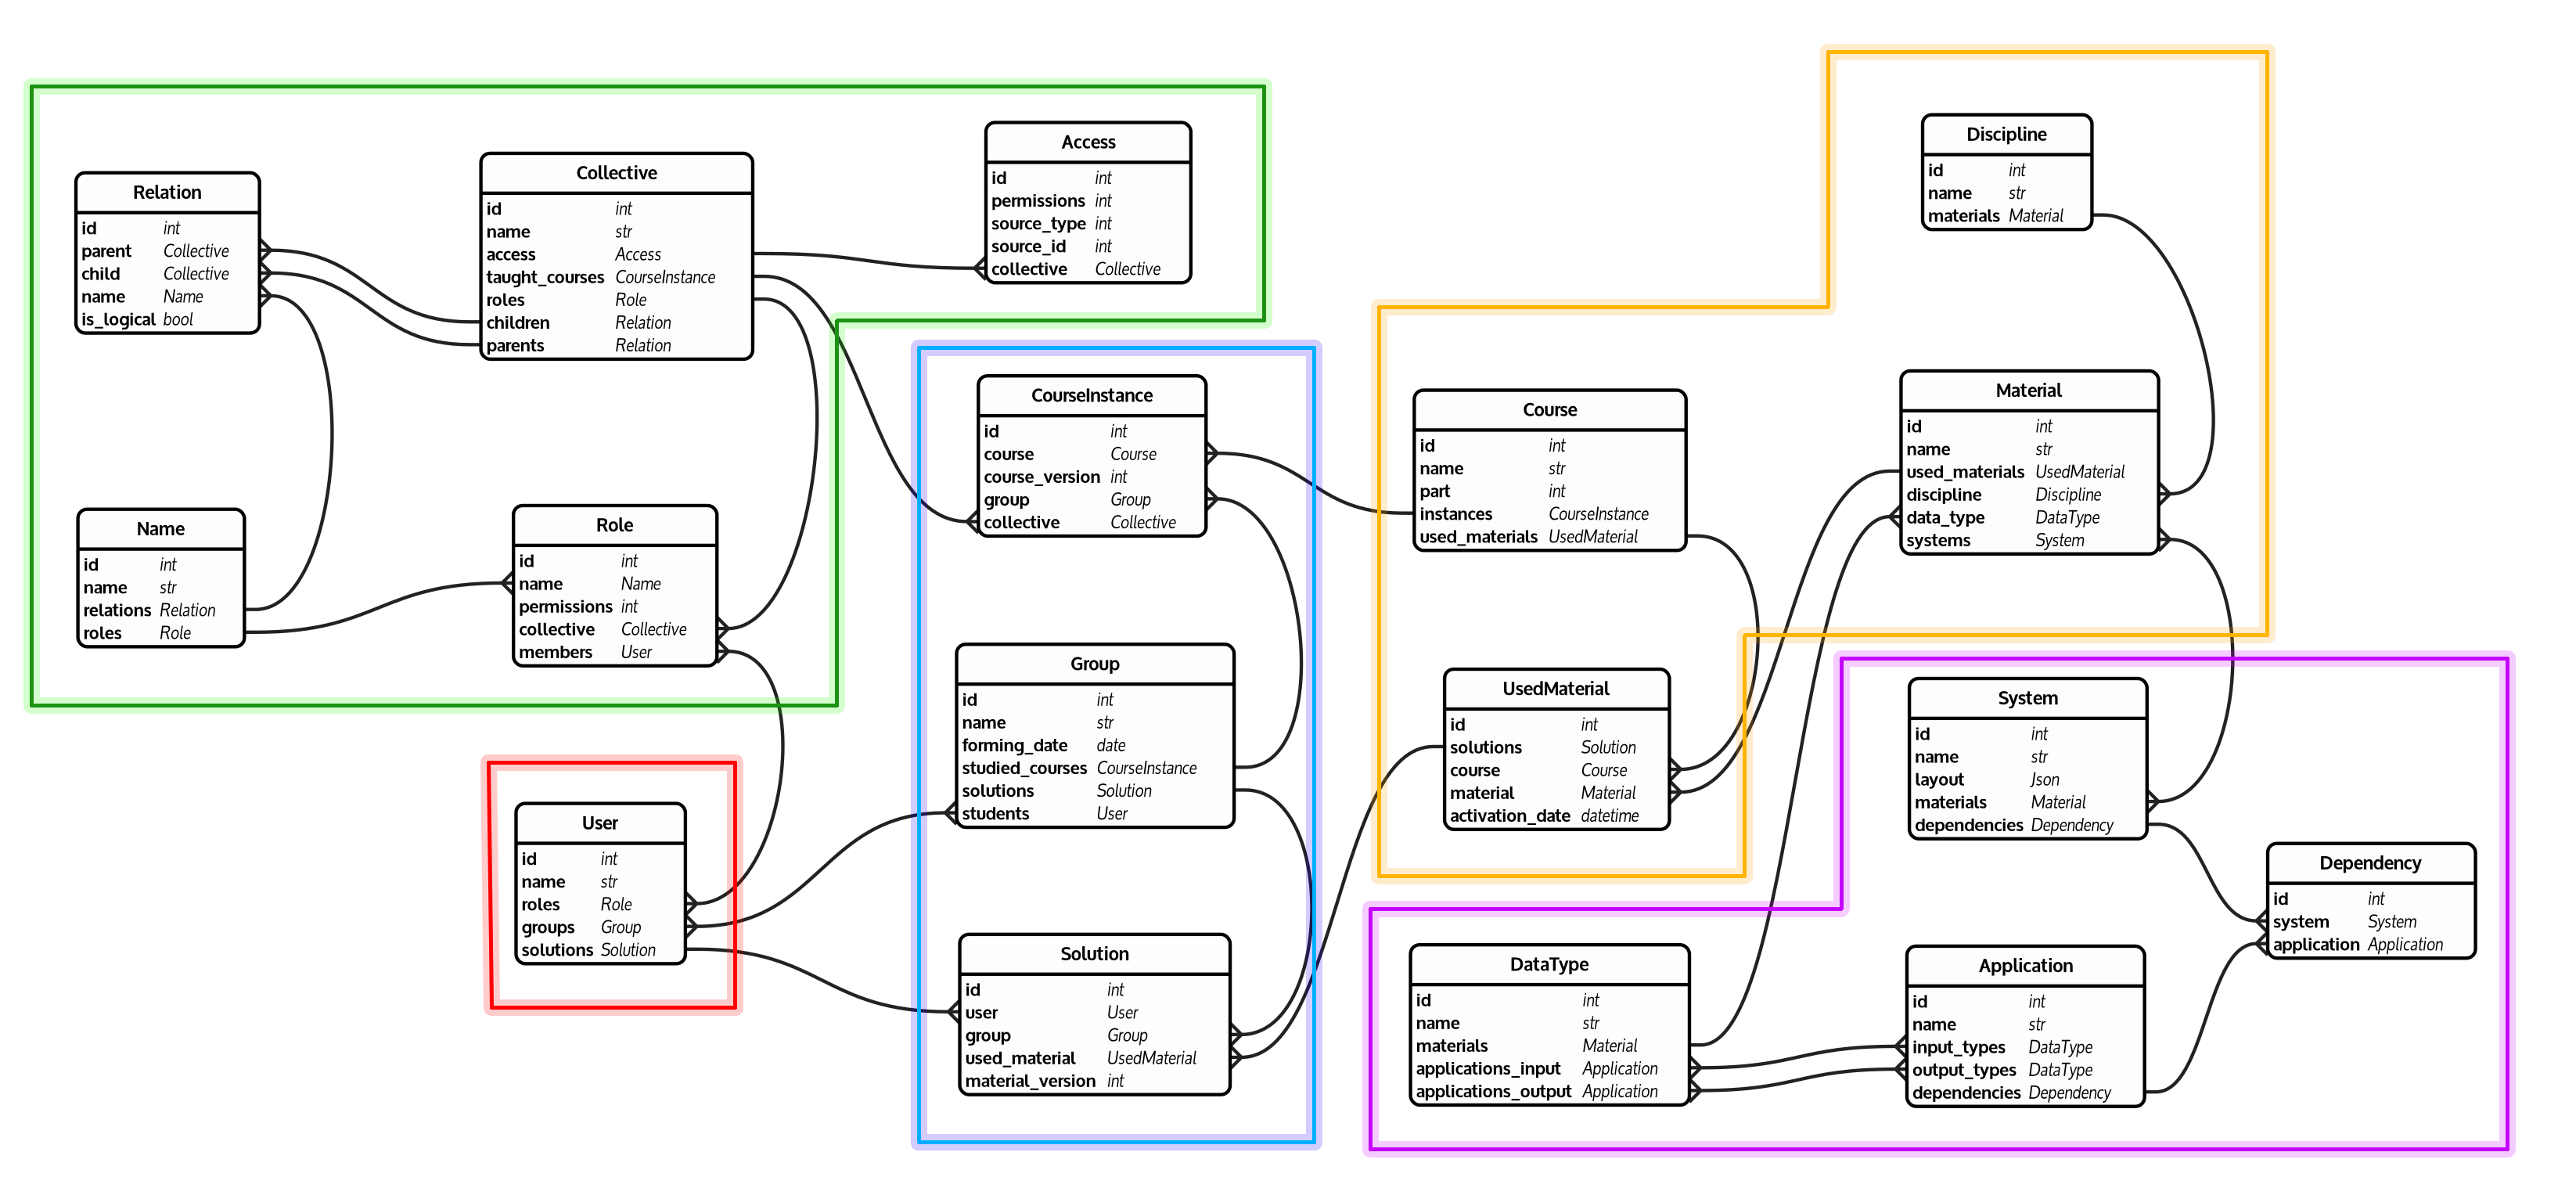 Relation
id int
parent Collective
child Collective
name Name
is_logical bool
Collective
id int
name str
access Access
taught_courses CourseInstance
roles Role
children Relation
parents Relation
Access
id int
permissions int
source_type int
source_id int
collective Collective
Name
id int
name str
relations Relation
roles Role
Role
id int
name Name
permissions int
collective Collective
members User
User
id int
name str
roles Role
groups Group
solutions Solution
CourseInstance
id int
course Course
course_version int
group Group
collective Collective
Group
id int
name str
forming_date date
studied_courses CourseInstance
solutions Solution
students User
Solution
id int
user User
group Group
used_material UsedMaterial
material_version int
Discipline
id int
name str
materials Material
Course
id int
name str
part int
instances CourseInstance
used_materials UsedMaterial
Material
id int
name str
used_materials UsedMaterial
discipline Discipline
data_type DataType
systems System
UsedMaterial
id int
solutions Solution
course Course
material Material
activation_date datetime
System
id int
name str
layout Json
materials Material
dependencies Dependency
Dependency
id int
system System
application Application
DataType
id int
name str
materials Material
applications_input Application
applications_output Application
Application
id int
name str
input_types DataType
output_types DataType
dependencies Dependency